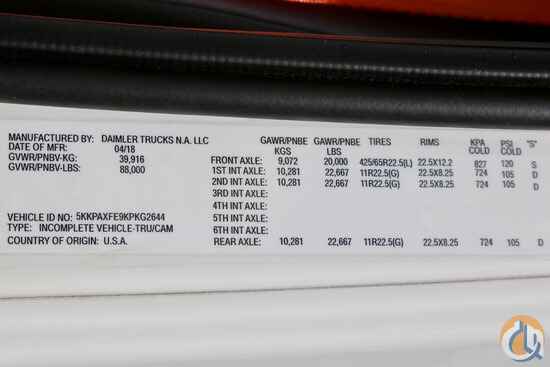 MANUFACTURED BY: DAIMLER TRUCKS N.A. LLC
DATE OF MFR: 04/18
GVWR/PNBV-KG: 39,916
GVWR/PNBV-LBS: 88,000
VEHICLE ID NO: 5KKPAXFE9KPKG2644
TYPE: INCOMPLETE VEHICLE-TRU/CAM
COUNTRY OF ORIGIN: U.S.A.
GAWR/PNBE KGS GAWR/PNBE LBS TIRES RIMS KPA COLD PSI COLD "S"
FRONT AXLE: 9,072 20,000 425/65R22.5(L) 22.5X12.2 827 120 S
1ST INT AXLE: 10,281 22,667 11R22.5(G) 22.5X8.25 724 105 D
2ND INT AXLE: 10,281 22,667 11R22.5(G) 22.5X8.25 724 105 D
3RD INT AXLE:
4TH INT AXLE:
5TH INT AXLE:
6TH INT AXLE:
REAR AXLE: 10,281 22,667 11R22.5(G) 22.5X8.25 724 105 D